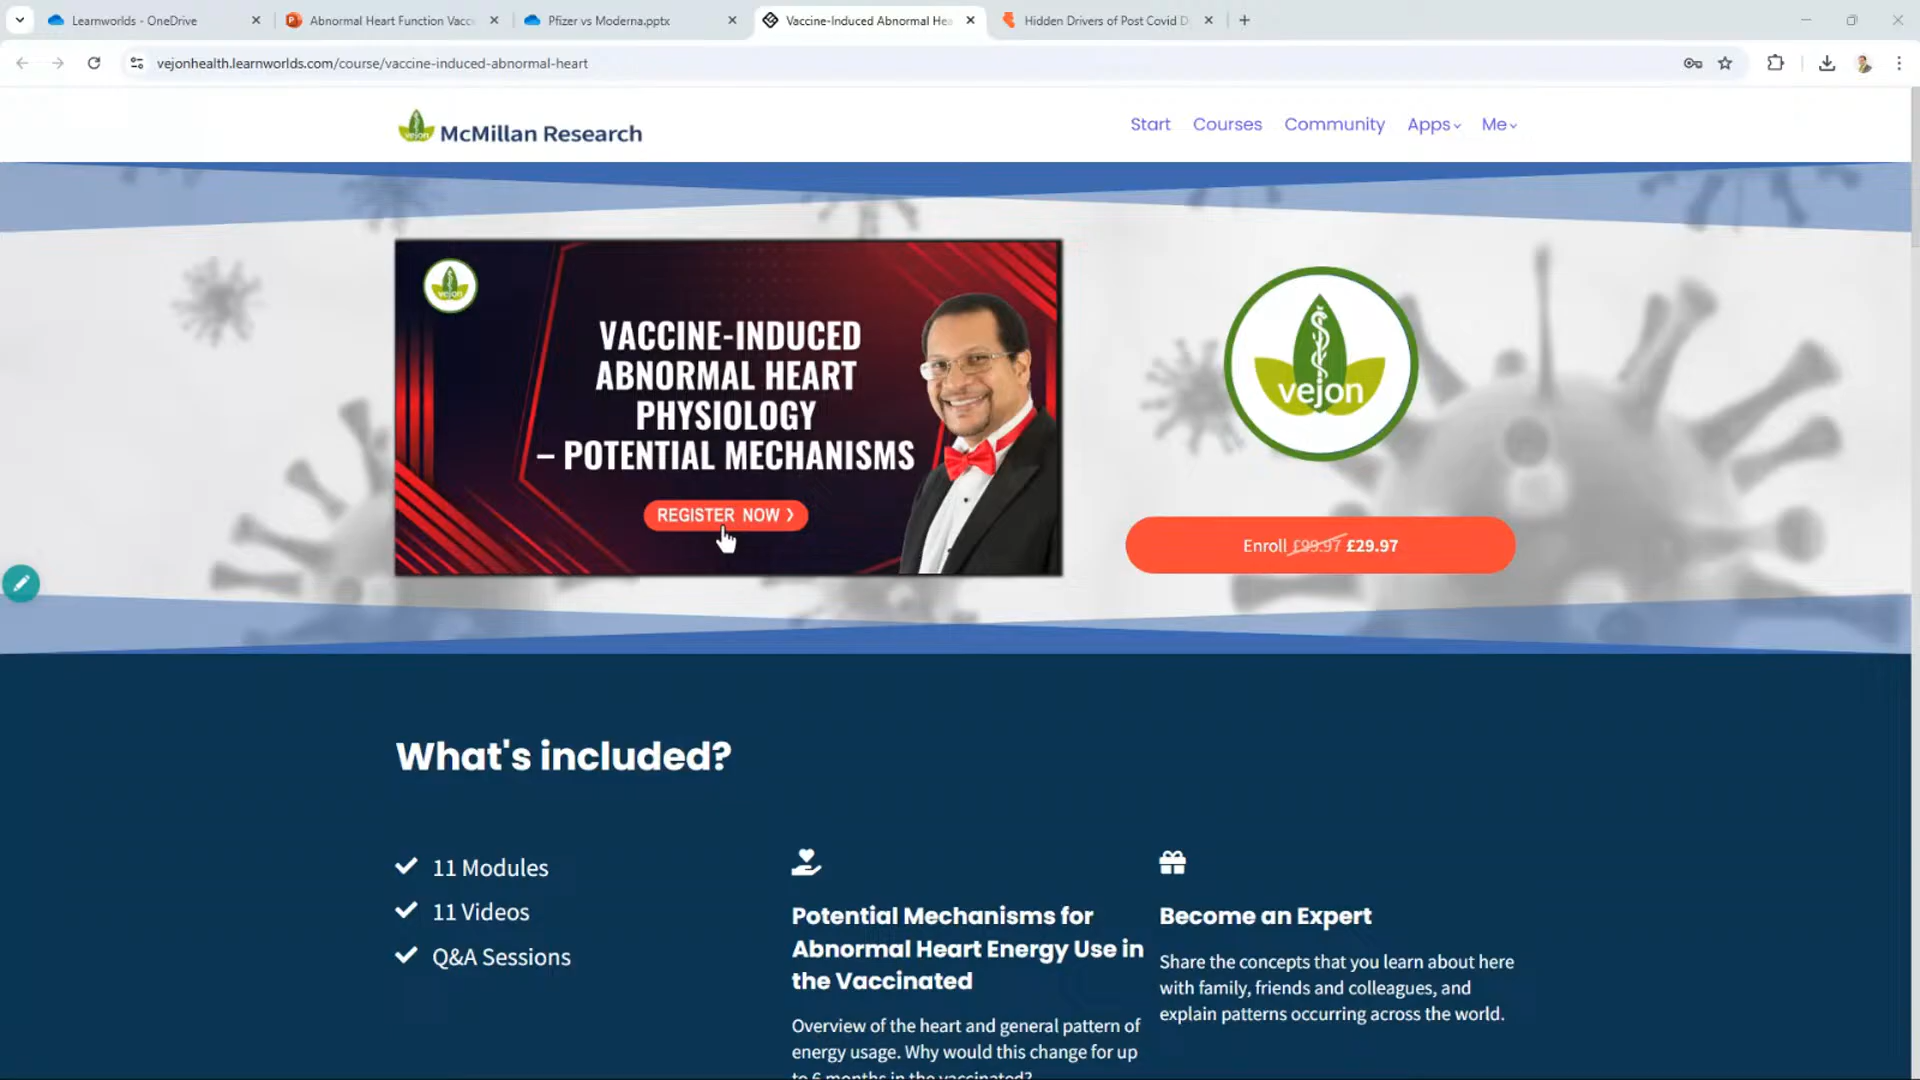 Learnworlds - OneDrive
Abnormal Heart Function Vacc
Pfizer vs Moderna.pptx
Vaccine-Induced Abnormal He
Hidden Drivers of Post Covid D
vejonhealth.learnworlds.com/course/vaccine-induced-abnormal-heart
vejon
McMillan Research
Start
Courses
Community
Apps
Me
vejon
VACCINE-INDUCED
ABNORMAL HEART
PHYSIOLOGY
– POTENTIAL MECHANISMS
REGISTER NOW ❯
vejon
Enroll £99.97 £29.97
What's included?
11 Modules
11 Videos
Q&A Sessions
Potential Mechanisms for
Abnormal Heart Energy Use in
the Vaccinated
Overview of the heart and general pattern of
energy usage. Why would this change for up
to 6 months in the vaccinated?
Become an Expert
Share the concepts that you learn about here
with family, friends and colleagues, and
explain patterns occurring across the world.